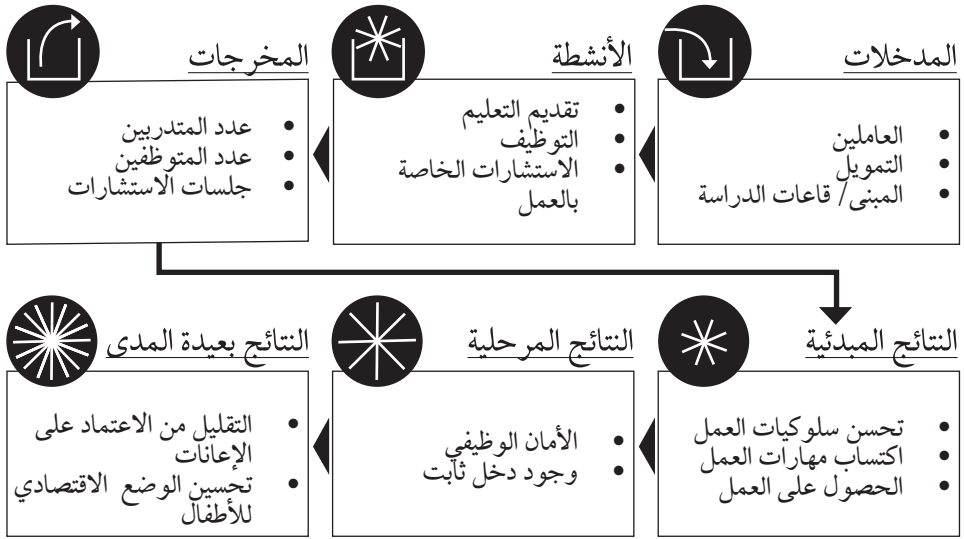 المدخلات
العاملين
التمويل
المبنى/ قاعات الدراسة
الأنشطة
تقديم التعليم
التوظيف
الاستشارات الخاصة
بالعمل
المخرجات
عدد المتدربين
عدد المتوظفين
جلسات الاستشارات
النتائج المبدئية
تحسن سلوكيات العمل
اكتساب مهارات العمل
الحصول على العمل
النتائج المرحلية
الأمان الوظيفي
وجود دخل ثابت
النتائج بعيدة المدى
التقليل من الاعتماد على
الإعانات
تحسين الوضع الاقتصادي
للأطفال